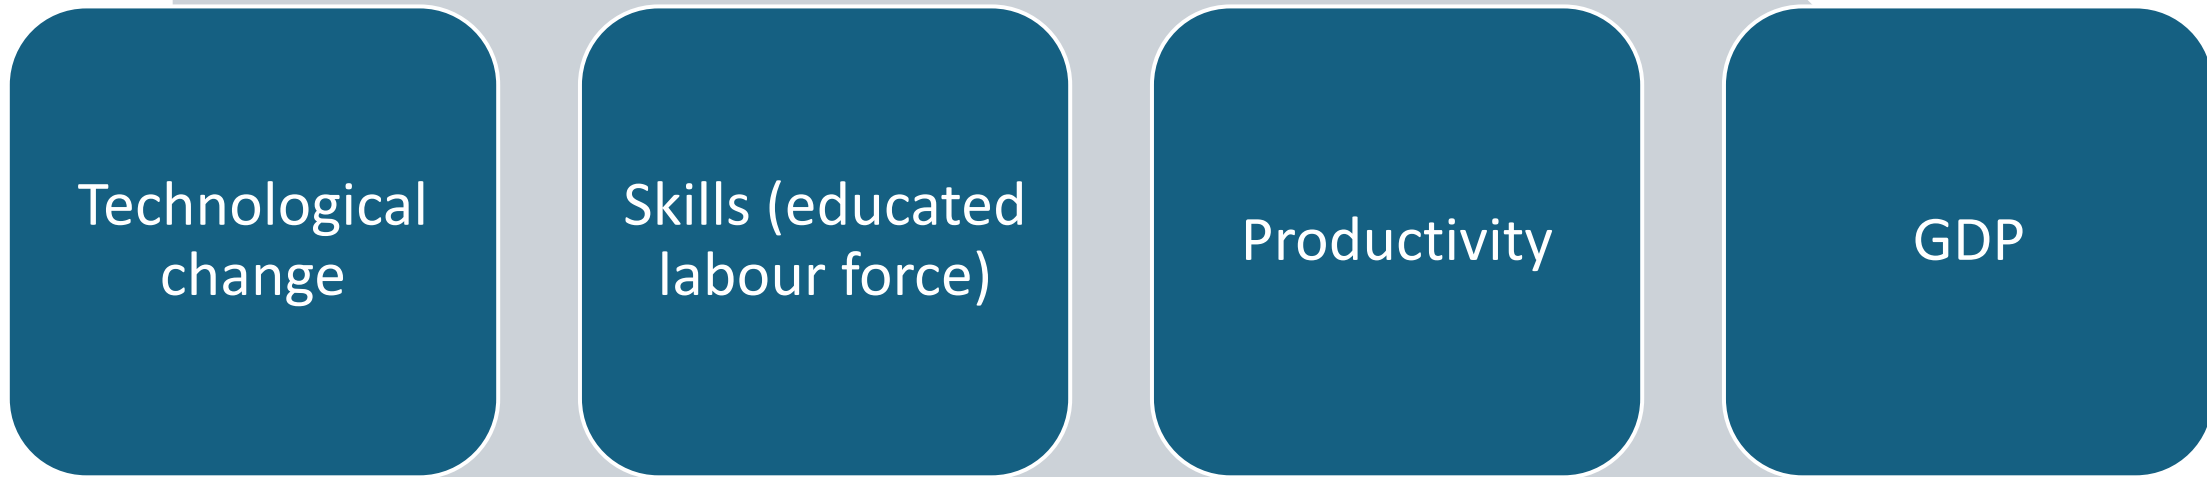 Technological
change
Skills (educated
labour force)
Productivity
GDP